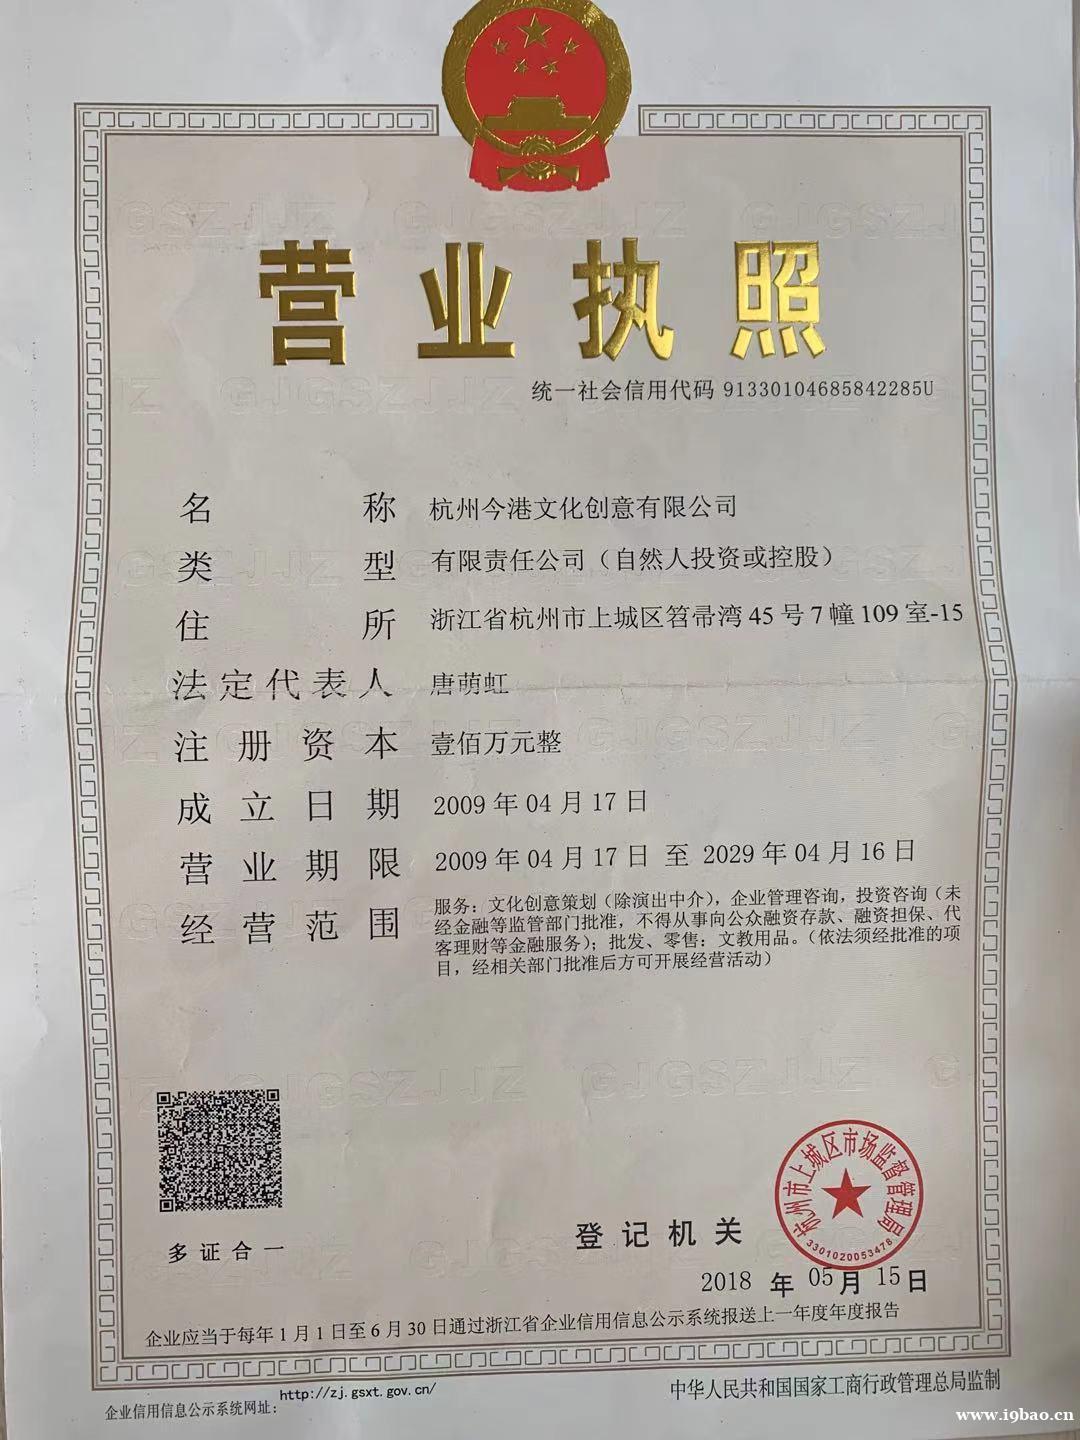 营业执照
统一社会信用代码 91330104685842285U
名称 杭州今港文化创意有限公司
类型 有限责任公司（自然人投资或控股）
住所 浙江省杭州市上城区笤帚湾45号7幢109室-15
法定代表人 唐萌虹
注册资本 壹佰万元整
成立日期 2009年04月17日
营业期限 2009年04月17日 至 2029年04月16日
经营范围 服务：文化创意策划（除演出中介），企业管理咨询，投资咨询（未
经金融等监管部门批准，不得从事向公众融资存款、融资担保、代
客理财等金融服务）；批发、零售：文教用品。（依法须经批准的项
目，经相关部门批准后方可开展经营活动）
多证合一
登记机关
杭州市上城区市场监督管理局
3301020053478
2018 年 05月 15日
企业应当于每年1月1日至6月30日通过浙江省企业信用信息公示系统报送上一年度年度报告
http://zj.gsxt.gov.cn/
企业信用信息公示系统网址：
中华人民共和国国家工商行政管理总局监制
www.i9bao.cn